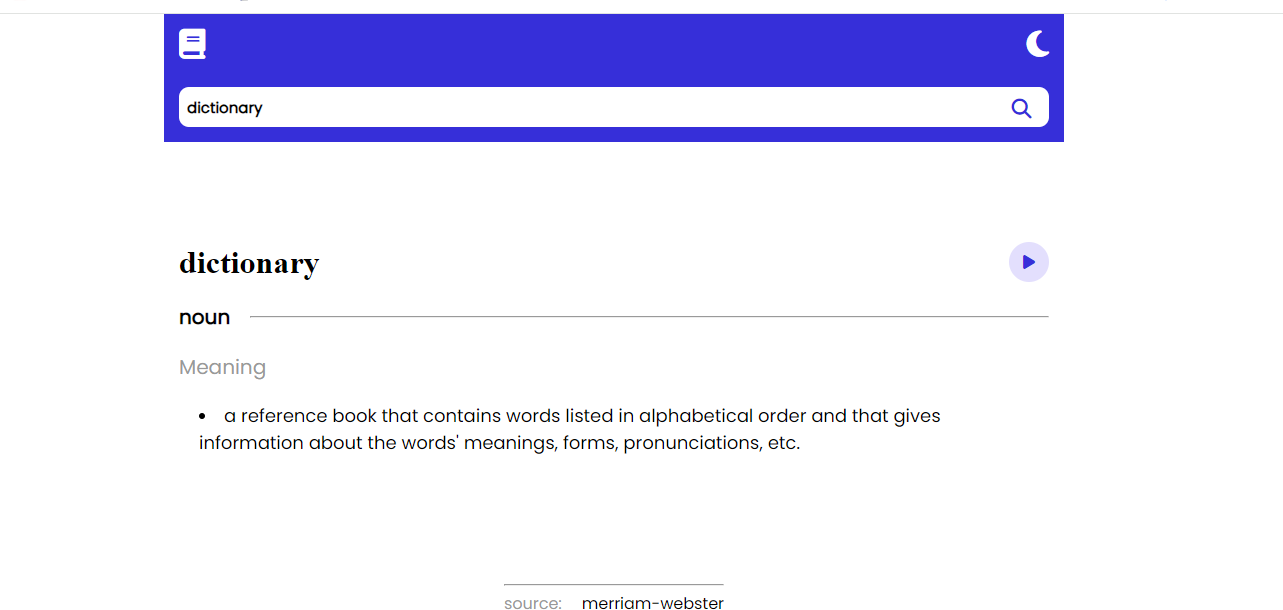 dictionary
dictionary
noun
Meaning
• a reference book that contains words listed in alphabetical order and that gives
information about the words' meanings, forms, pronunciations, etc.
source: merriam-webster